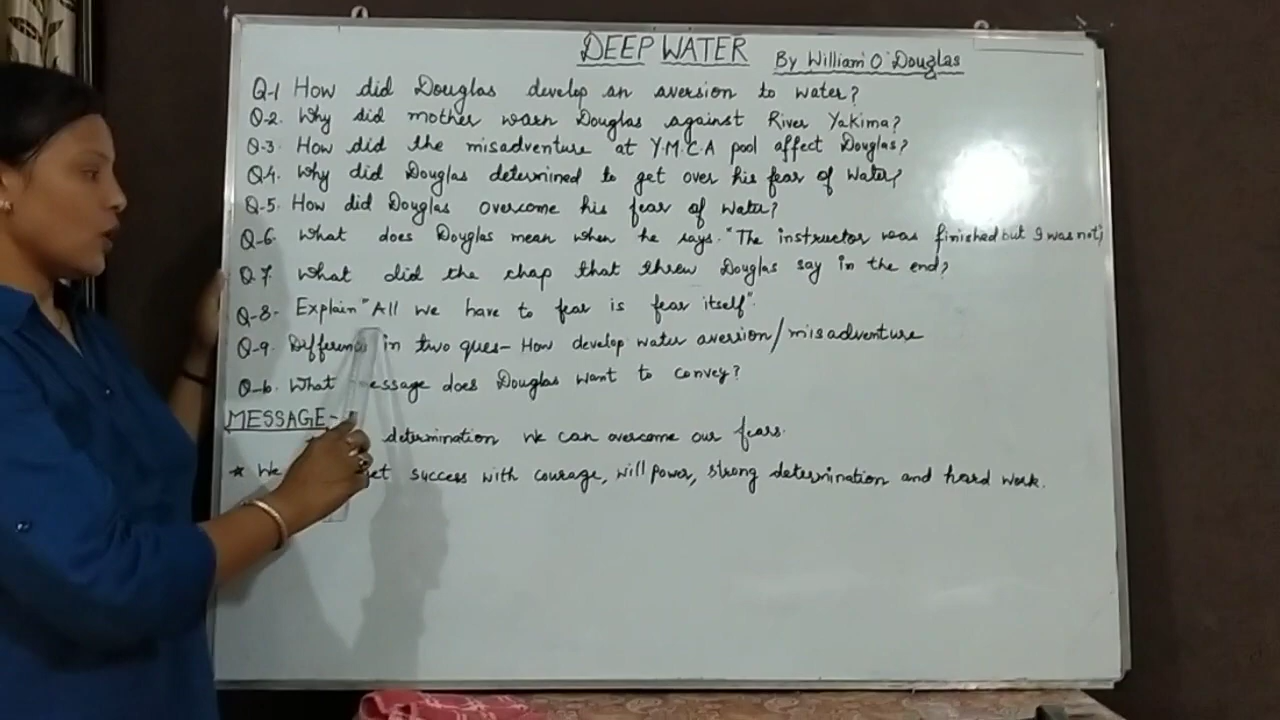 DEEP WATER By William O'Douglas
Q-1 How did Douglas develop an aversion to water?
Q-2. Why did mother warn Douglas against River Yakima?
Q-3. How did the misadventure at Y.M.C.A pool affect Douglas?
Q4. Why did Douglas determined to get over his fear of water?
Q-5. How did Douglas overcome his fear of water?
Q-6. What does Douglas mean when he says. "The instructor was finished but I was not",
Q.7 What did the chap that threw Douglas say in the end?
Q-8- Explain "All we have to fear is fear itself".
Q-9. Difference in two ques- How develop water aversion/misadventure
What message does Douglas want to convey?
MESSAGE-
determination we can overcome our fears.
* We get success with courage, will power, strong determination and hard work.